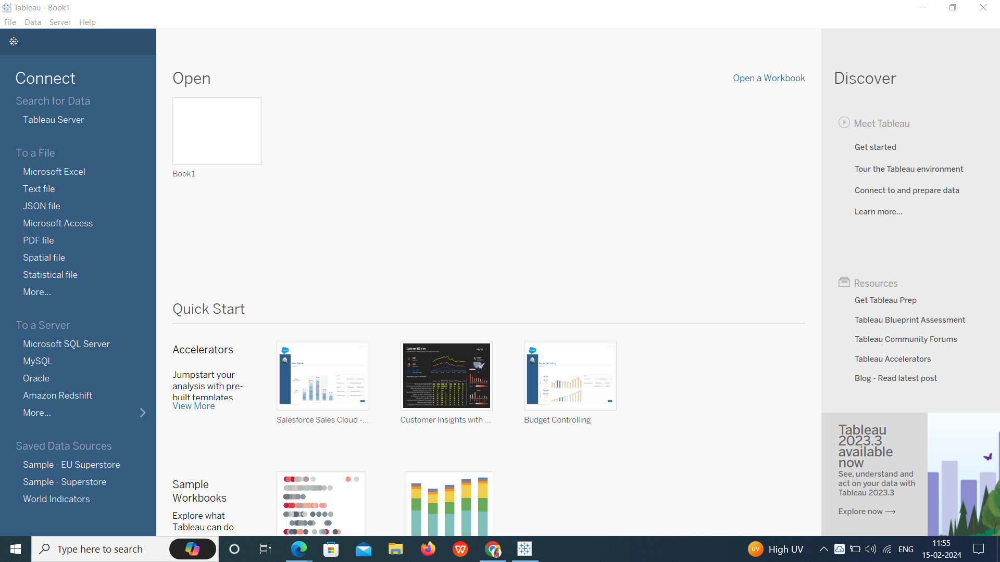 Tableau - Book1
File Data Server Help
Connect
Search for Data
Tableau Server
To a File
Microsoft Excel
Text file
JSON file
Microsoft Access
PDF file
Spatial file
Statistical file
More...
To a Server
Microsoft SQL Server
MySQL
Oracle
Amazon Redshift
More...
Saved Data Sources
Sample - EU Superstore
Sample - Superstore
World Indicators
Open
Open a Workbook
Book1
Quick Start
Accelerators
Jumpstart your
analysis with pre-
built templates
View More
Sales Pipeline
Salesforce Sales Cloud -...
Customer 360 View
Customer Insights with ...
Budget Controlling
Budget Controlling
Sample
Workbooks
Explore what
Tableau can do
Discover
Meet Tableau
Get started
Tour the Tableau environment
Connect to and prepare data
Learn more...
Resources
Get Tableau Prep
Tableau Blueprint Assessment
Tableau Community Forums
Tableau Accelerators
Blog - Read latest post
Tableau
2023.3
available
now
See, understand and
act on your data with
Tableau 2023.3
Explore now →
Type here to search
UV
High UV
ENG
11:55
15-02-2024